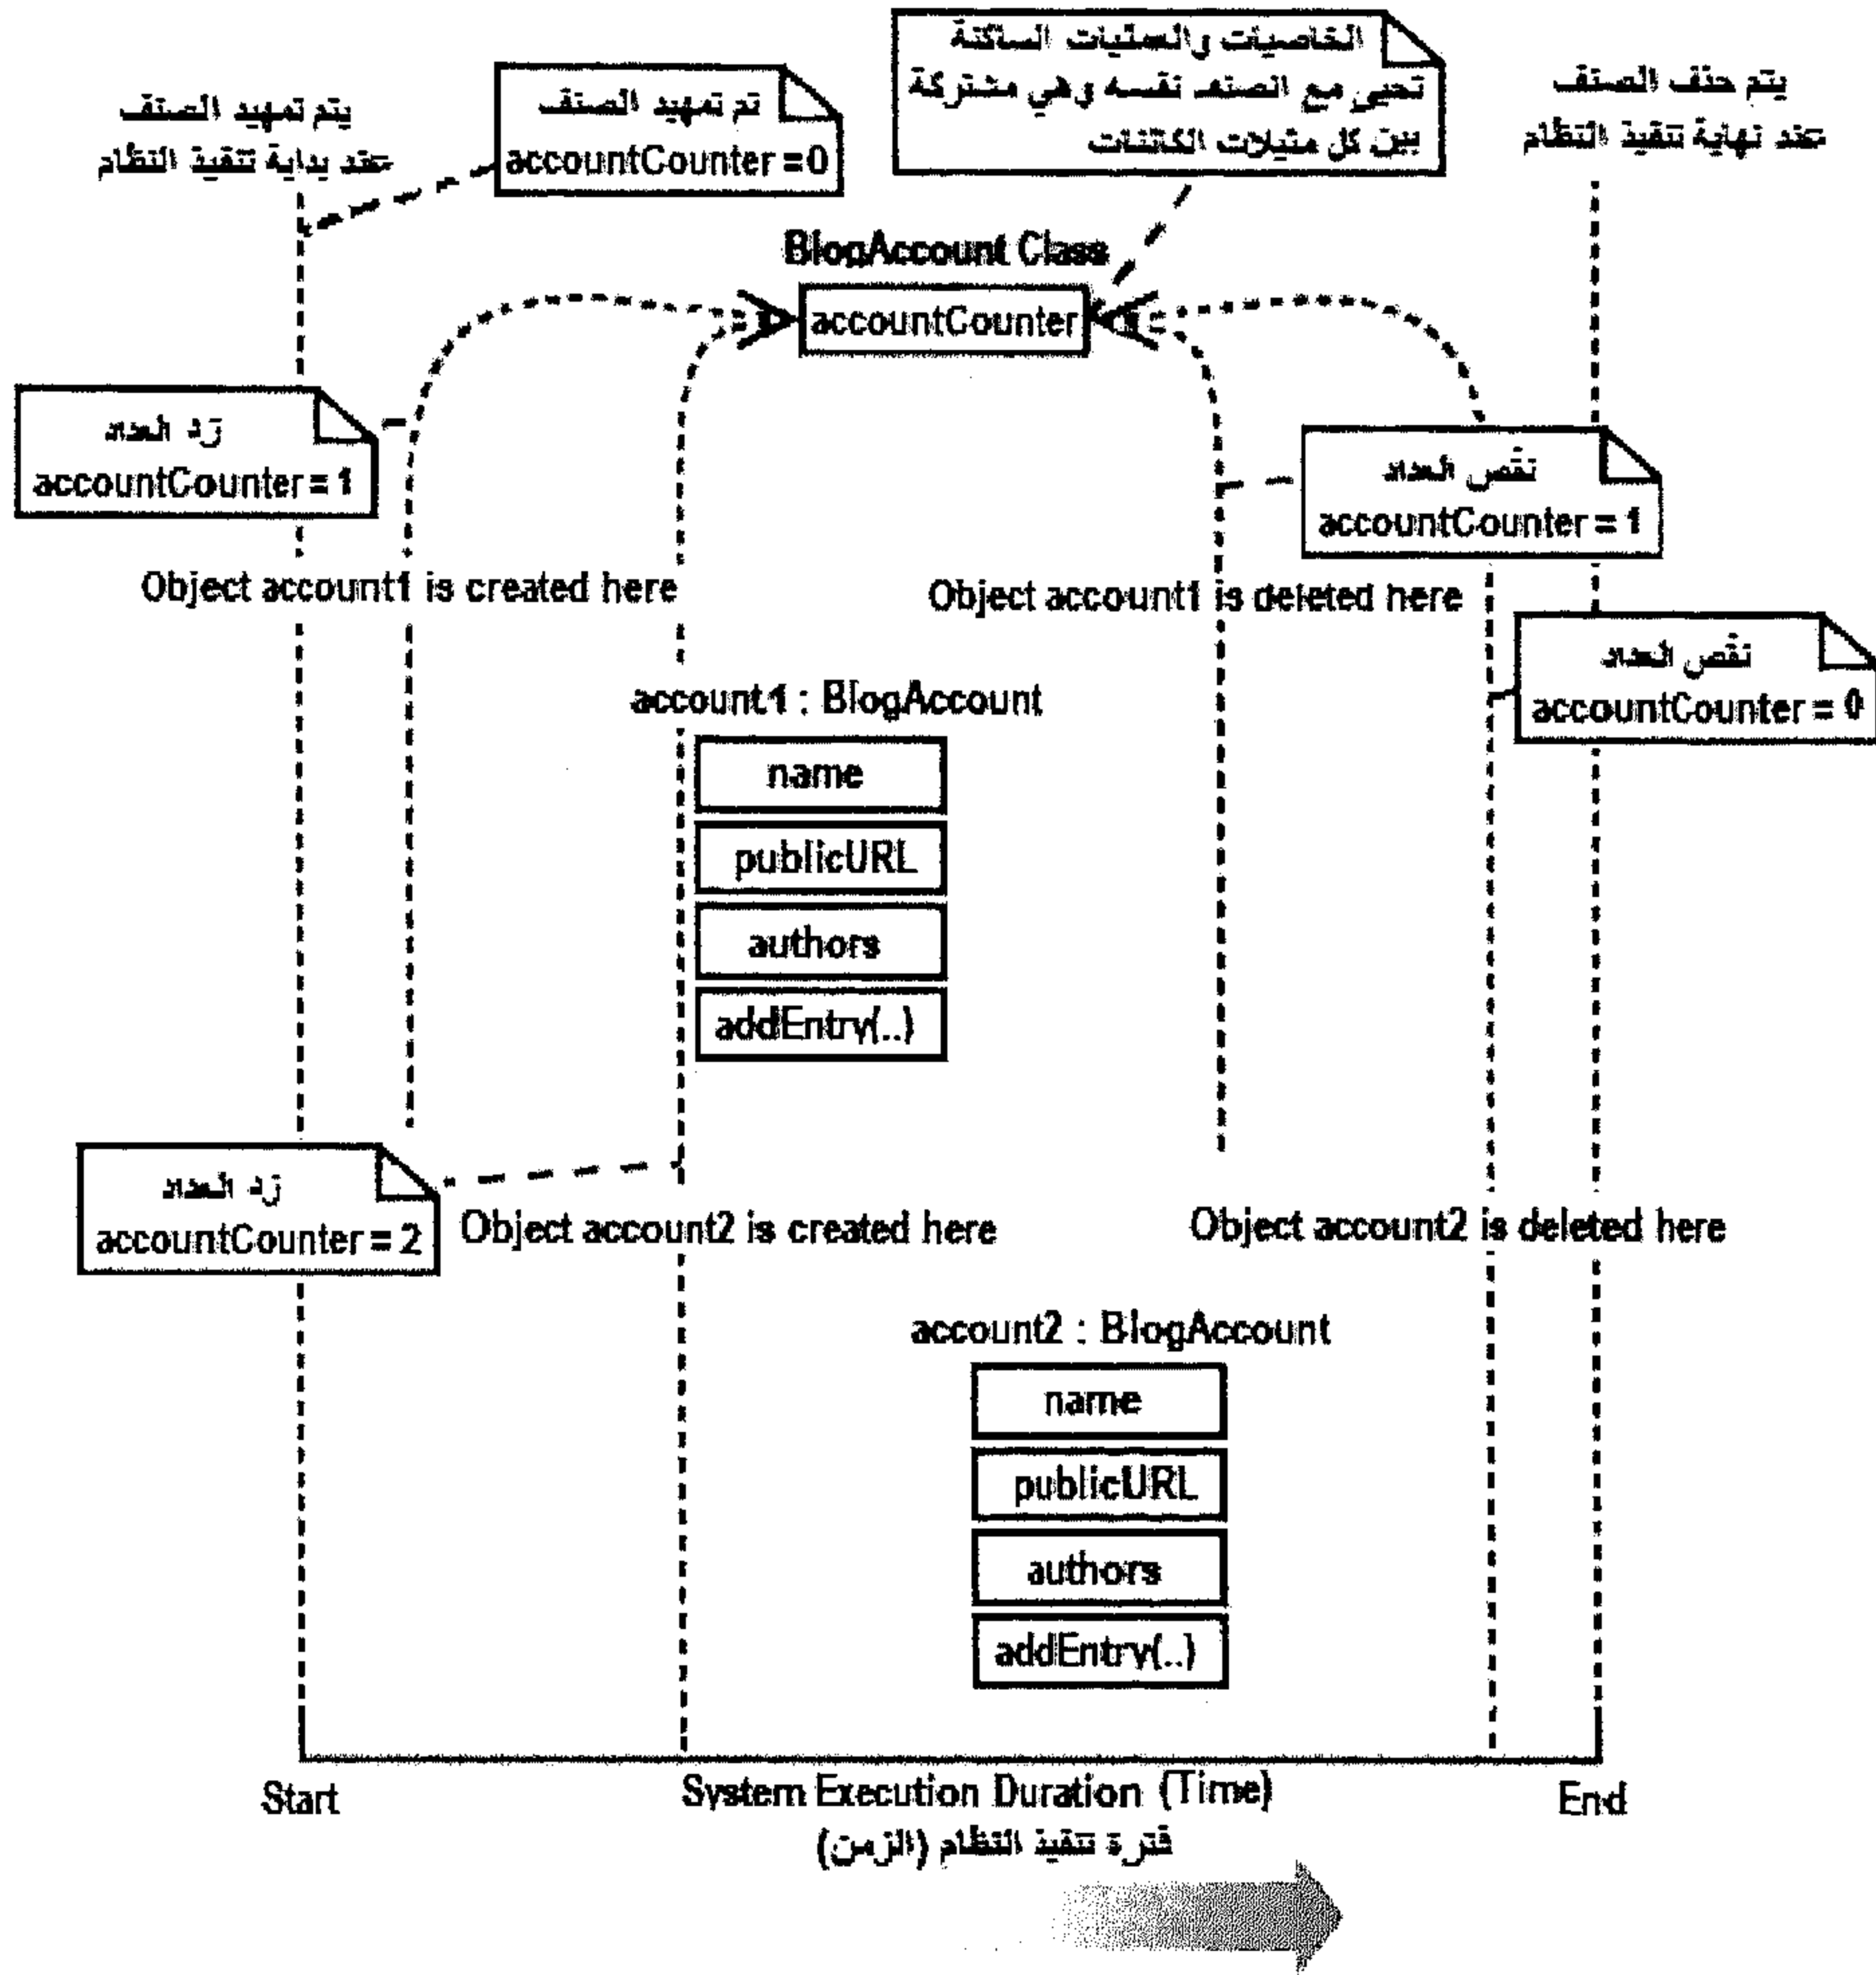 يتم تمهيد الصنف
عند بداية تنفيذ النظام
تم تمهيد الصنف
accountCounter = 0
الخاصيات والعمليات الساكنة
تحيى مع الصنف نفسه وهي مشتركة
بين كل مثيلات الكائنات
يتم حذف الصنف
عند نهاية تنفيذ النظام
BlogAccount Class
accountCounter
زد العداد
accountCounter = 1
نقّص العداد
accountCounter = 1
Object account1 is created here
Object account1 is deleted here
نقّص العداد
accountCounter = 0
account1 : BlogAccount
name
publicURL
authors
addEntry(..)
زد العداد
accountCounter = 2
Object account2 is created here
Object account2 is deleted here
account2 : BlogAccount
name
publicURL
authors
addEntry(..)
Start
System Execution Duration (Time)
End
فترة تنفيذ النظام (الزمن)